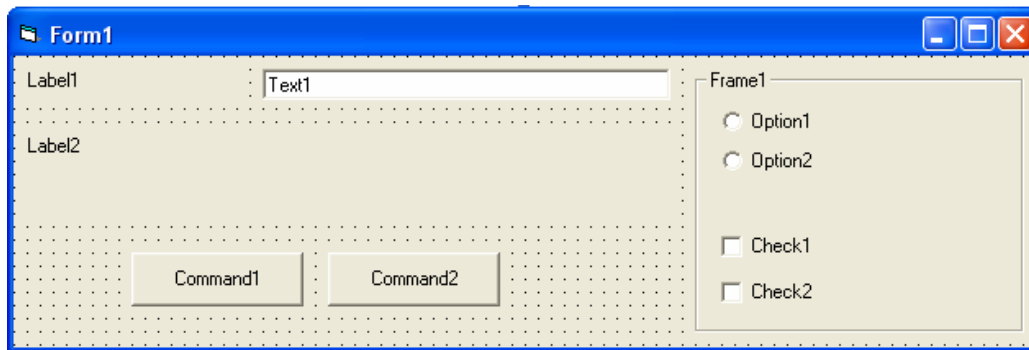 Form1
Label1
Text1
Label2
Command1
Command2
Frame1
Option1
Option2
Check1
Check2